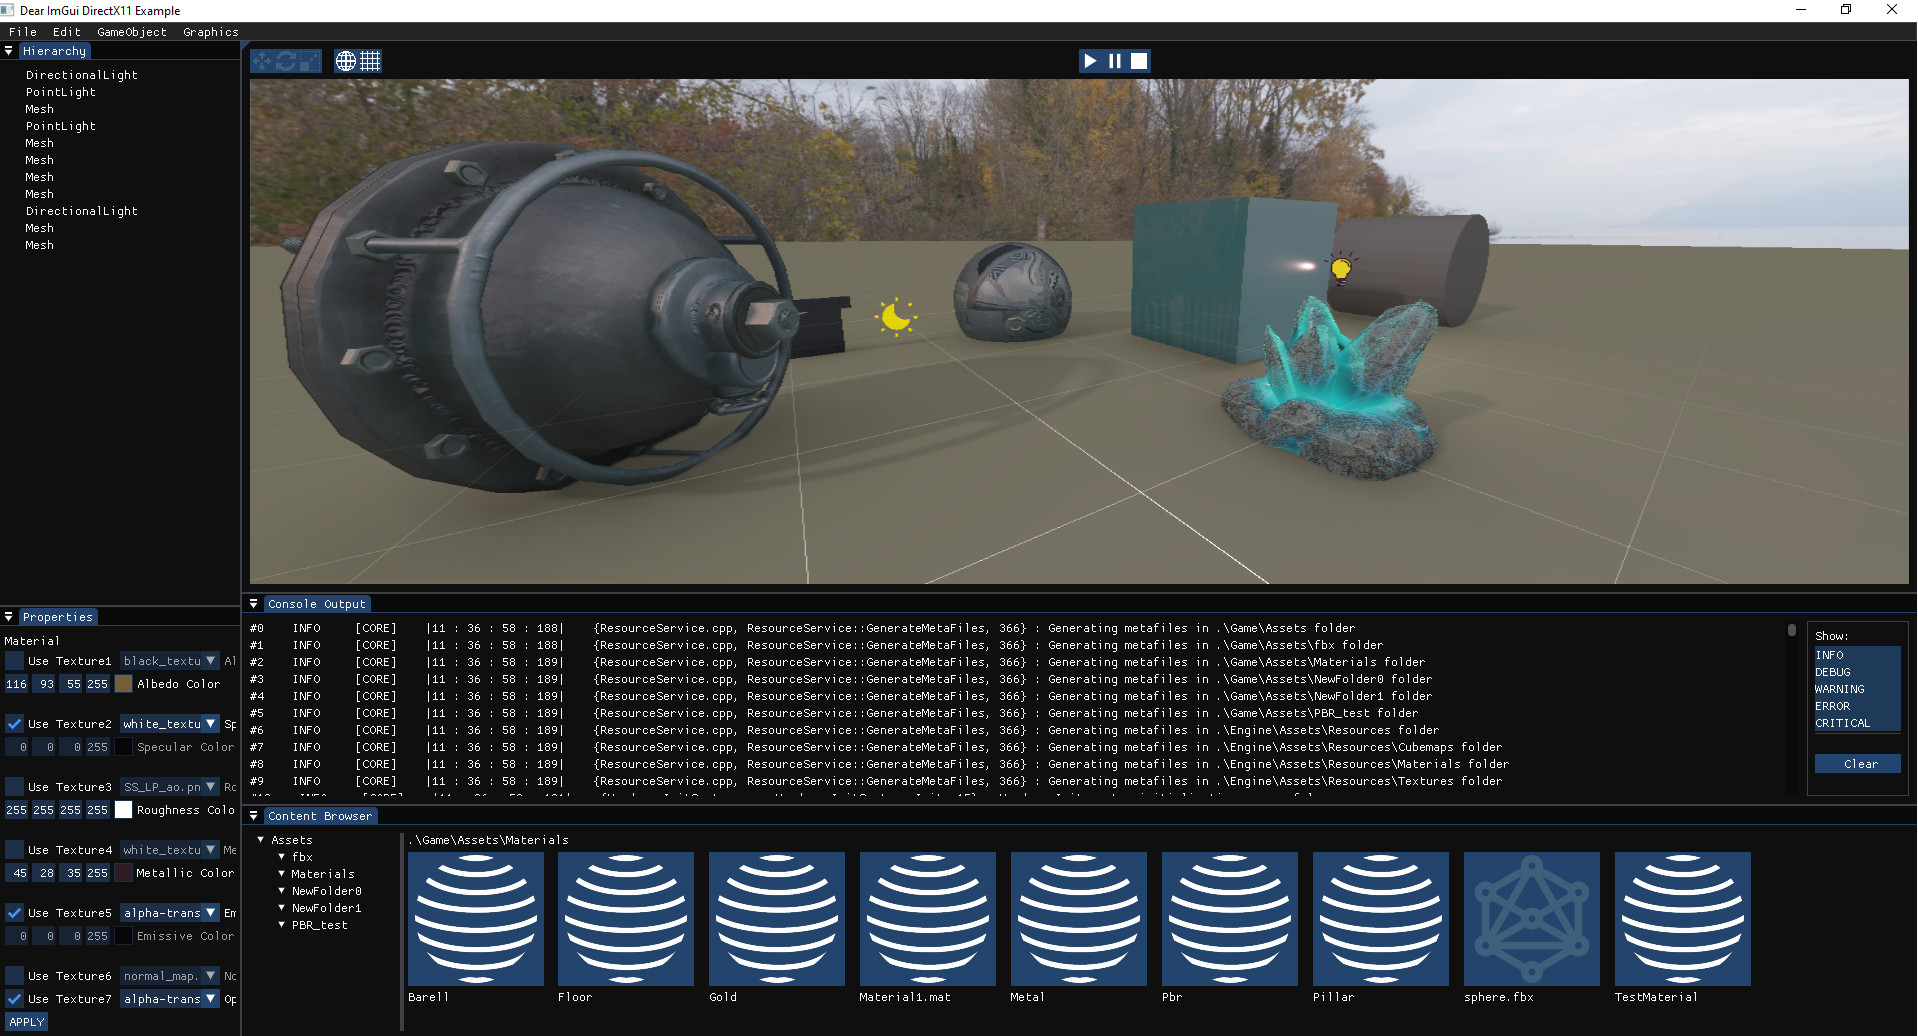 Dear ImGui DirectX11 Example
File Edit GameObject Graphics
Hierarchy
DirectionalLight
PointLight
Mesh
PointLight
Mesh
Mesh
Mesh
Mesh
DirectionalLight
Mesh
Mesh
Properties
Material
Use Texture1 black_textu Al
116 93 55 255 Albedo Color
Use Texture2 white_textu Sp
0 0 0 255 Specular Color
Use Texture3 SS_LP_ao.pn Ro
255 255 255 255 Roughness Colo
Use Texture4 white_textu Me
45 28 35 255 Metallic Color
Use Texture5 alpha-trans Em
0 0 0 255 Emissive Color
Use Texture6 normal_map. No
Use Texture7 alpha-trans Op
APPLY
Console Output
#0 INFO [CORE] |11 : 36 : 58 : 188| {ResourceService.cpp, ResourceService::GenerateMetaFiles, 366} : Generating metafiles in .\Game\Assets folder
#1 INFO [CORE] |11 : 36 : 58 : 188| {ResourceService.cpp, ResourceService::GenerateMetaFiles, 366} : Generating metafiles in .\Game\Assets\fbx folder
#2 INFO [CORE] |11 : 36 : 58 : 189| {ResourceService.cpp, ResourceService::GenerateMetaFiles, 366} : Generating metafiles in .\Game\Assets\Materials folder
#3 INFO [CORE] |11 : 36 : 58 : 189| {ResourceService.cpp, ResourceService::GenerateMetaFiles, 366} : Generating metafiles in .\Game\Assets\NewFolder0 folder
#4 INFO [CORE] |11 : 36 : 58 : 189| {ResourceService.cpp, ResourceService::GenerateMetaFiles, 366} : Generating metafiles in .\Game\Assets\NewFolder1 folder
#5 INFO [CORE] |11 : 36 : 58 : 189| {ResourceService.cpp, ResourceService::GenerateMetaFiles, 366} : Generating metafiles in .\Game\Assets\PBR_test folder
#6 INFO [CORE] |11 : 36 : 58 : 189| {ResourceService.cpp, ResourceService::GenerateMetaFiles, 366} : Generating metafiles in .\Engine\Assets\Resources folder
#7 INFO [CORE] |11 : 36 : 58 : 189| {ResourceService.cpp, ResourceService::GenerateMetaFiles, 366} : Generating metafiles in .\Engine\Assets\Resources\Cubemaps folder
#8 INFO [CORE] |11 : 36 : 58 : 189| {ResourceService.cpp, ResourceService::GenerateMetaFiles, 366} : Generating metafiles in .\Engine\Assets\Resources\Materials folder
#9 INFO [CORE] |11 : 36 : 58 : 189| {ResourceService.cpp, ResourceService::GenerateMetaFiles, 366} : Generating metafiles in .\Engine\Assets\Resources\Textures folder
Show:
INFO
DEBUG
WARNING
ERROR
CRITICAL
Clear
Content Browser
Assets
fbx
Materials
NewFolder0
NewFolder1
PBR_test
.\Game\Assets\Materials
Barell Floor Gold Material1.mat Metal Pbr Pillar sphere.fbx TestMaterial